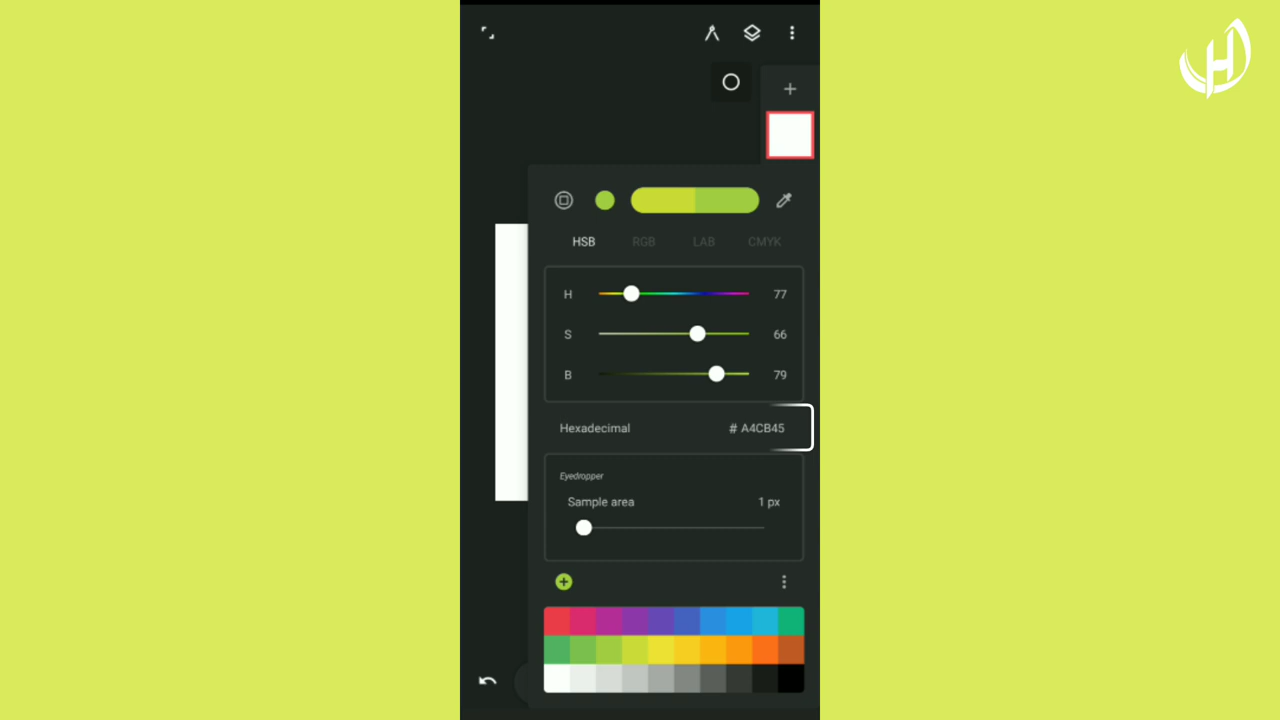 HSB RGB LAB CMYK
H 77
S 66
B 79
Hexadecimal # A4CB45
Eyedropper
Sample area 1 px